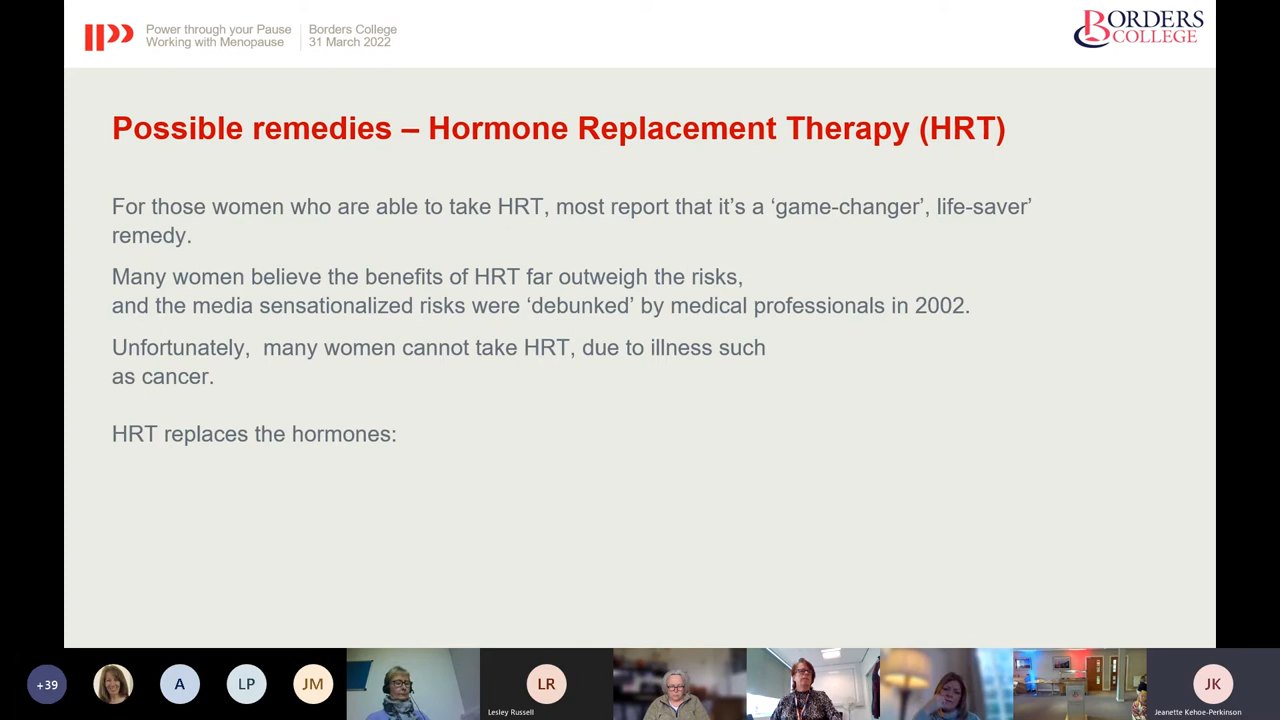 Power through your Pause
Working with Menopause
Borders College
31 March 2022
BORDERS
COLLEGE
Possible remedies – Hormone Replacement Therapy (HRT)
For those women who are able to take HRT, most report that it’s a ‘game-changer’, life-saver’
remedy.
Many women believe the benefits of HRT far outweigh the risks,
and the media sensationalized risks were ‘debunked’ by medical professionals in 2002.
Unfortunately,  many women cannot take HRT, due to illness such
as cancer.
HRT replaces the hormones:
+39
A
LP
JM
LR
Lesley Russell
JK
Jeanette Kehoe-Perkinson